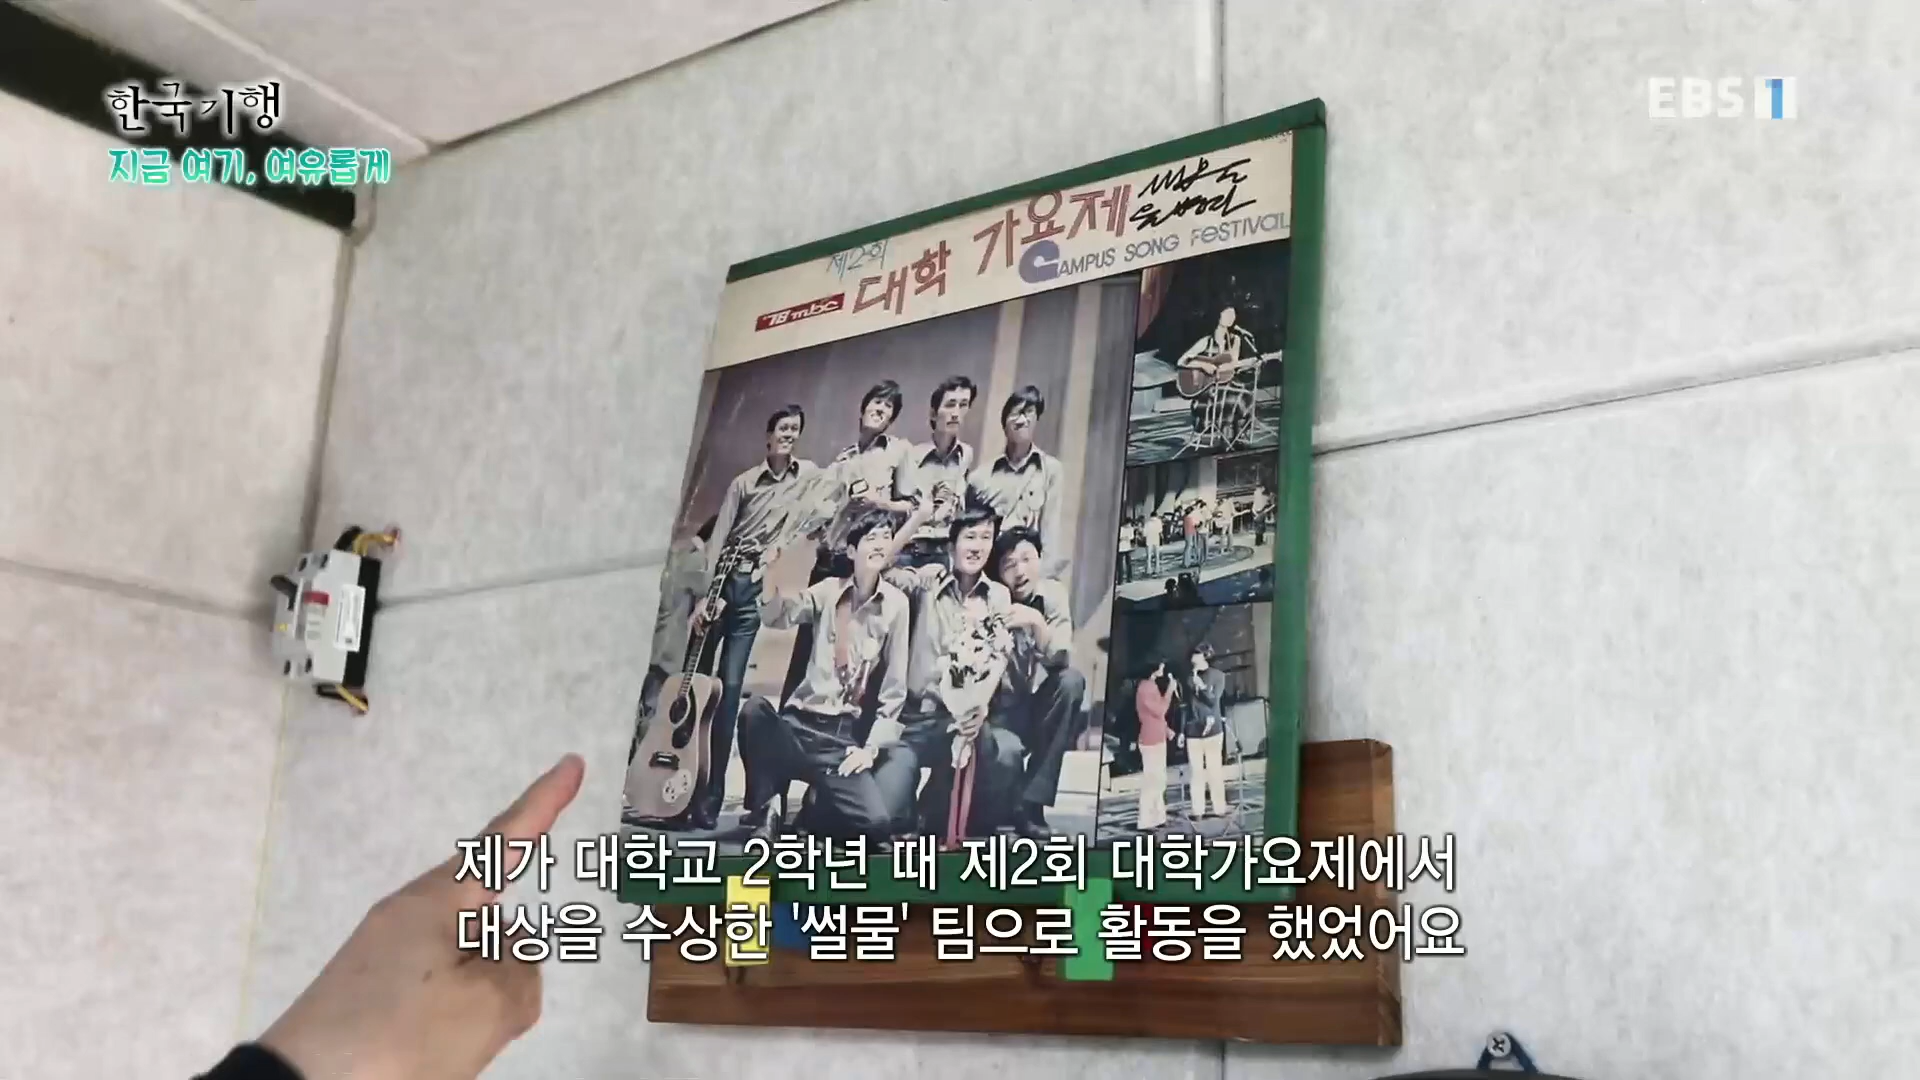 한국기행
지금 여기, 여유롭게
EBS 1
제2회
'78 mbc 대학 가요제
CAMPUS SONG FESTIVAL
제가 대학교 2학년 때 제2회 대학가요제에서
대상을 수상한 '썰물' 팀으로 활동을 했었어요